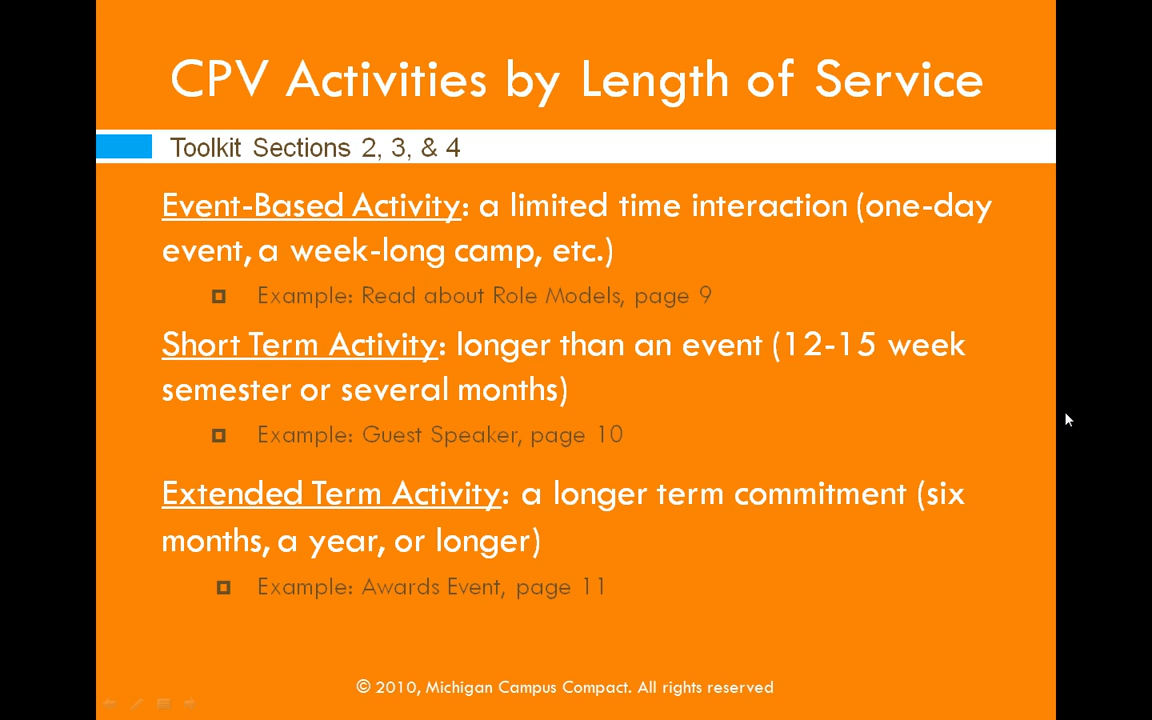 CPV Activities by Length of Service
Toolkit Sections 2, 3, & 4
Event-Based Activity: a limited time interaction (one-day
event, a week-long camp, etc.)
Example: Read about Role Models, page 9
Short Term Activity: longer than an event (12-15 week
semester or several months)
Example: Guest Speaker, page 10
Extended Term Activity: a longer term commitment (six
months, a year, or longer)
Example: Awards Event, page 11
© 2010, Michigan Campus Compact. All rights reserved